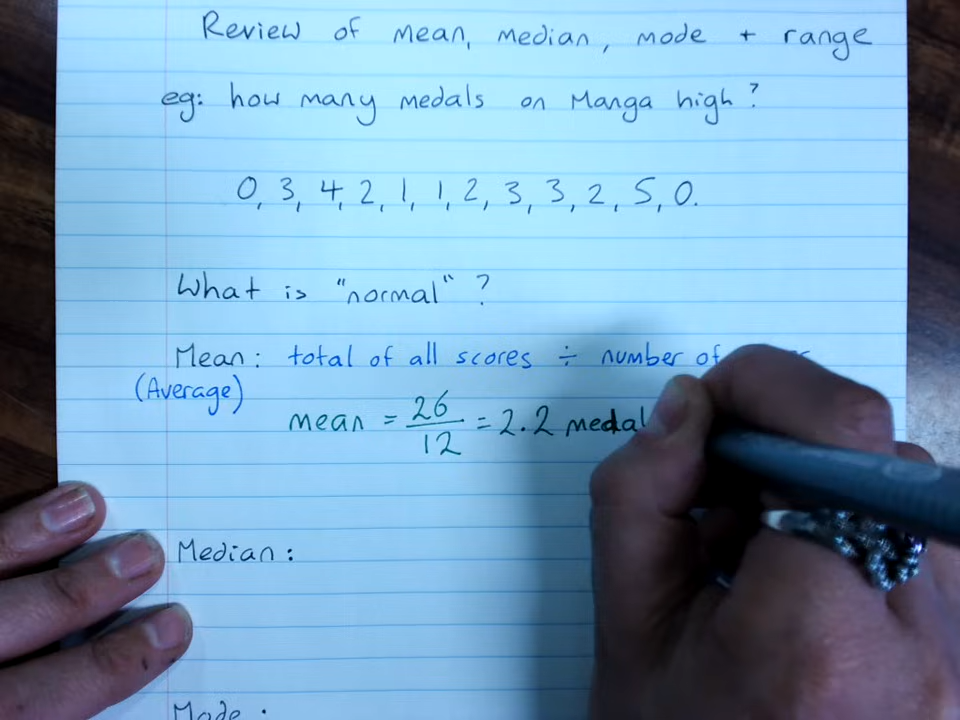 Review of mean, median, mode + range
eg: how many medals on Manga high?
0, 3, 4, 2, 1, 1, 2, 3, 3, 2, 5, 0.
What is "normal"?
Mean: total of all scores ÷ number of
(Average)
mean = 26/12 = 2.2 medal
Median:
Mode: